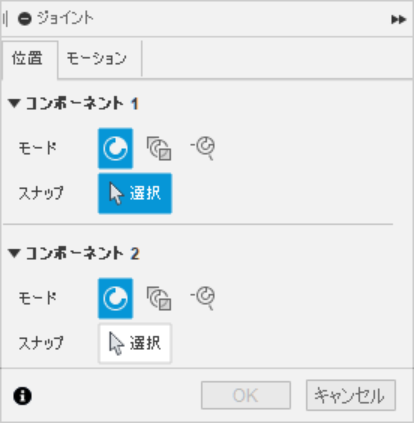 ジョイント
位置 モーション
コンポーネント 1
モード
スナップ 選択
コンポーネント 2
モード
スナップ 選択
OK キャンセル